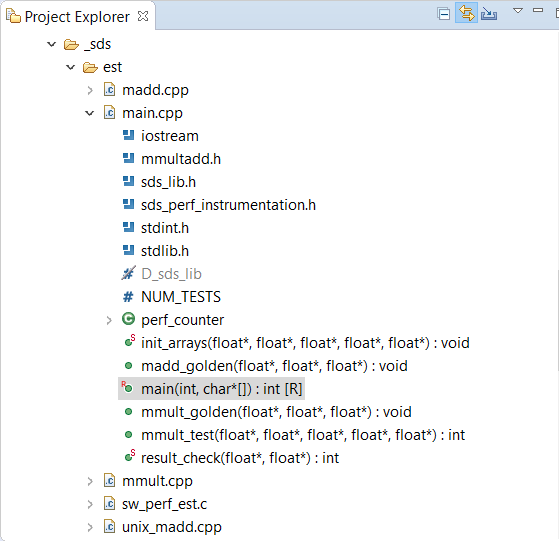 Project Explorer
_sds
est
madd.cpp
main.cpp
iostream
mmultadd.h
sds_lib.h
sds_perf_instrumentation.h
stdint.h
stdlib.h
D_sds_lib
NUM_TESTS
perf_counter
init_arrays(float*, float*, float*, float*, float*) : void
madd_golden(float*, float*, float*) : void
main(int, char*[]) : int [R]
mmult_golden(float*, float*, float*) : void
mmult_test(float*, float*, float*, float*, float*) : int
result_check(float*, float*) : int
mmult.cpp
sw_perf_est.c
unix_madd.cpp